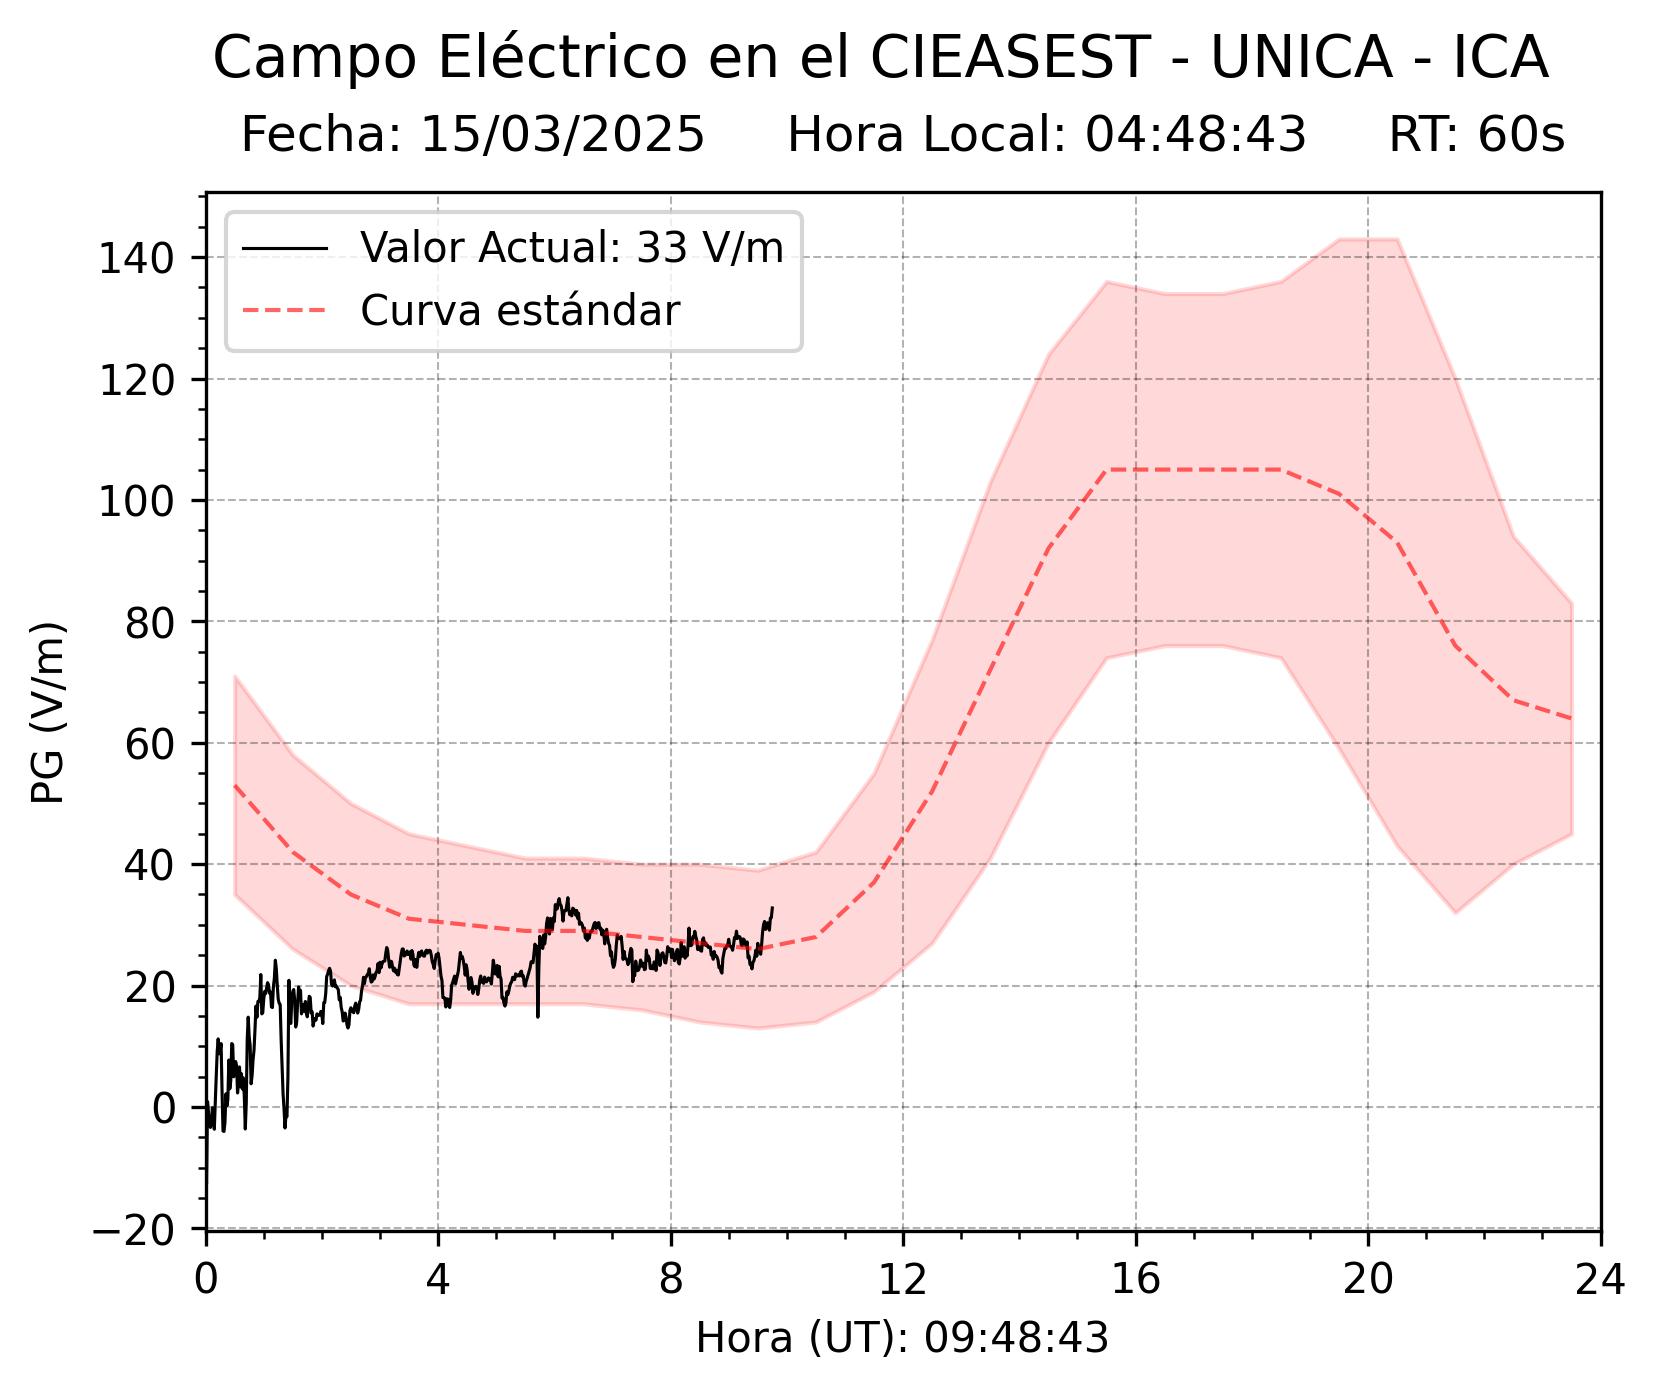 Campo Eléctrico en el CIEASEST - UNICA - ICA
Fecha: 15/03/2025 Hora Local: 04:48:43 RT: 60s
Valor Actual: 33 V/m
Curva estándar
PG (V/m)
140
120
100
80
60
40
20
0
−20
0 4 8 12 16 20 24
Hora (UT): 09:48:43